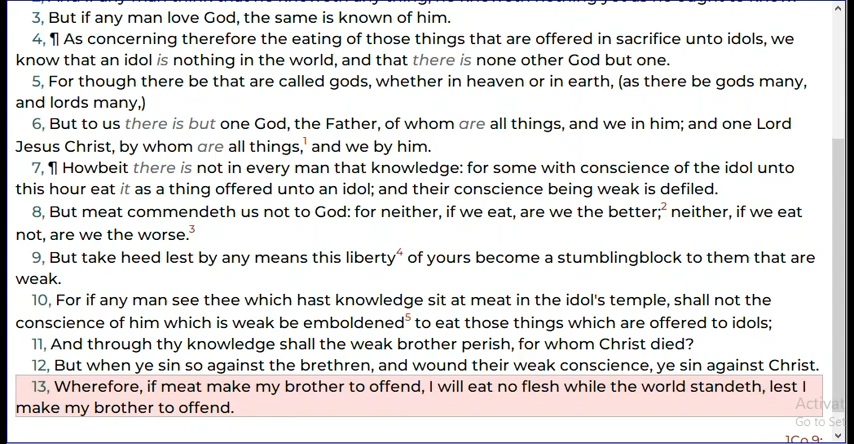 3, But if any man love God, the same is known of him.
4, ¶ As concerning therefore the eating of those things that are offered in sacrifice unto idols, we
know that an idol is nothing in the world, and that there is none other God but one.
5, For though there be that are called gods, whether in heaven or in earth, (as there be gods many,
and lords many,)
6, But to us there is but one God, the Father, of whom are all things, and we in him; and one Lord
Jesus Christ, by whom are all things,¹ and we by him.
7, ¶ Howbeit there is not in every man that knowledge: for some with conscience of the idol unto
this hour eat it as a thing offered unto an idol; and their conscience being weak is defiled.
8, But meat commendeth us not to God: for neither, if we eat, are we the better;² neither, if we eat
not, are we the worse.³
9, But take heed lest by any means this liberty⁴ of yours become a stumblingblock to them that are
weak.
10, For if any man see thee which hast knowledge sit at meat in the idol's temple, shall not the
conscience of him which is weak be emboldened⁵ to eat those things which are offered to idols;
11, And through thy knowledge shall the weak brother perish, for whom Christ died?
12, But when ye sin so against the brethren, and wound their weak conscience, ye sin against Christ.
13, Wherefore, if meat make my brother to offend, I will eat no flesh while the world standeth, lest I
make my brother to offend.
Activat
Go to Set
1Co 9: